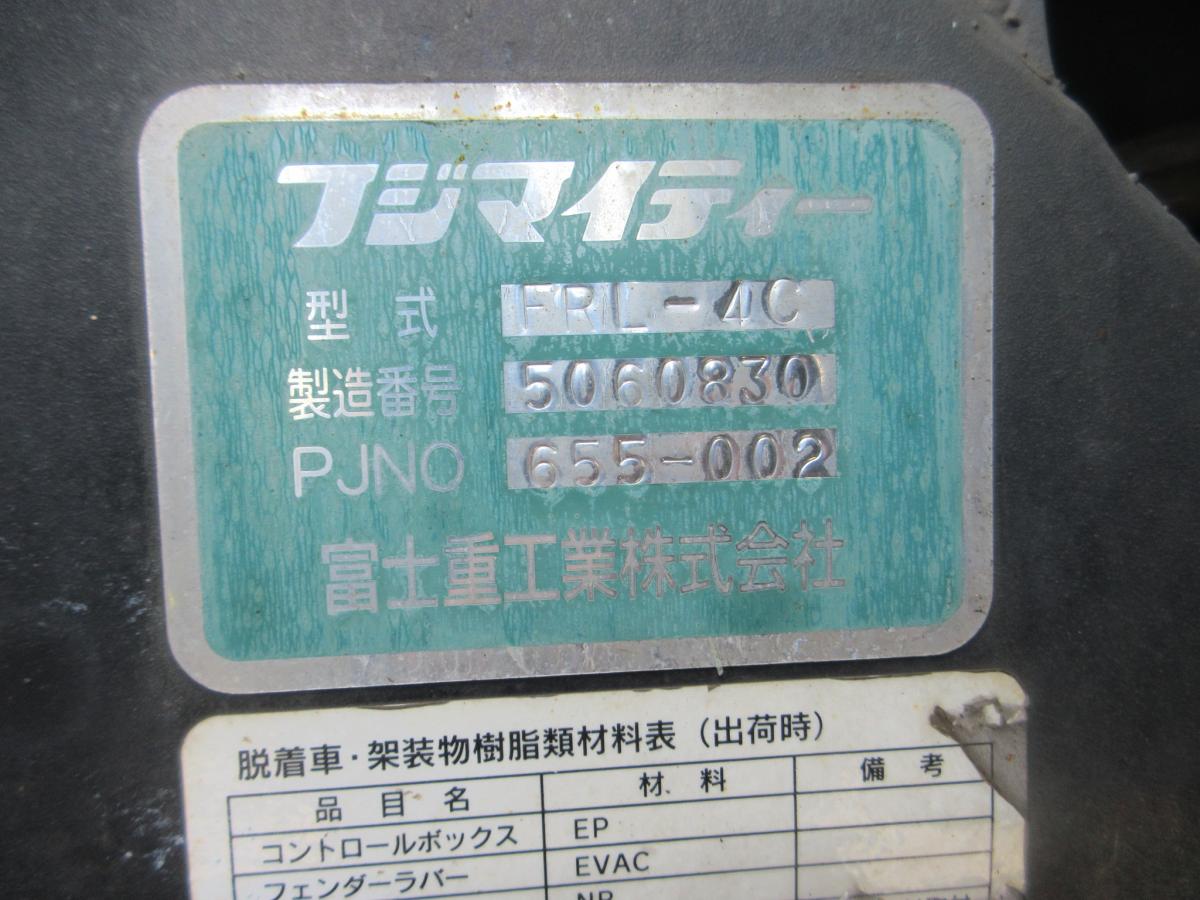 フジマイティー
型式 FRL-4C
製造番号 5060830
PJNO 655-002
富士重工業株式会社
脱着車・架装物樹脂類材料表（出荷時）
品目名 材料 備考
コントロールボックス EP
フェンダーラバー EVAC
NR